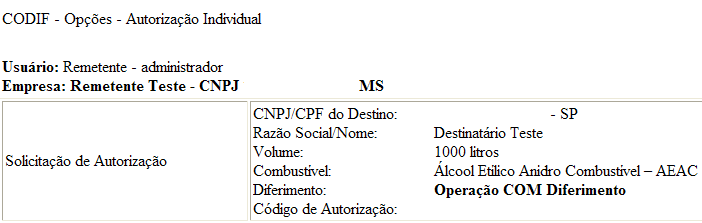 CODIF - Opções - Autorização Individual
Usuário: Remetente - administrador
Empresa: Remetente Teste - CNPJ MS
Solicitação de Autorização
CNPJ/CPF do Destino: - SP
Razão Social/Nome: Destinatário Teste
Volume: 1000 litros
Combustível: Álcool Etílico Anidro Combustivel – AEAC
Diferimento: Operação COM Diferimento
Código de Autorização: